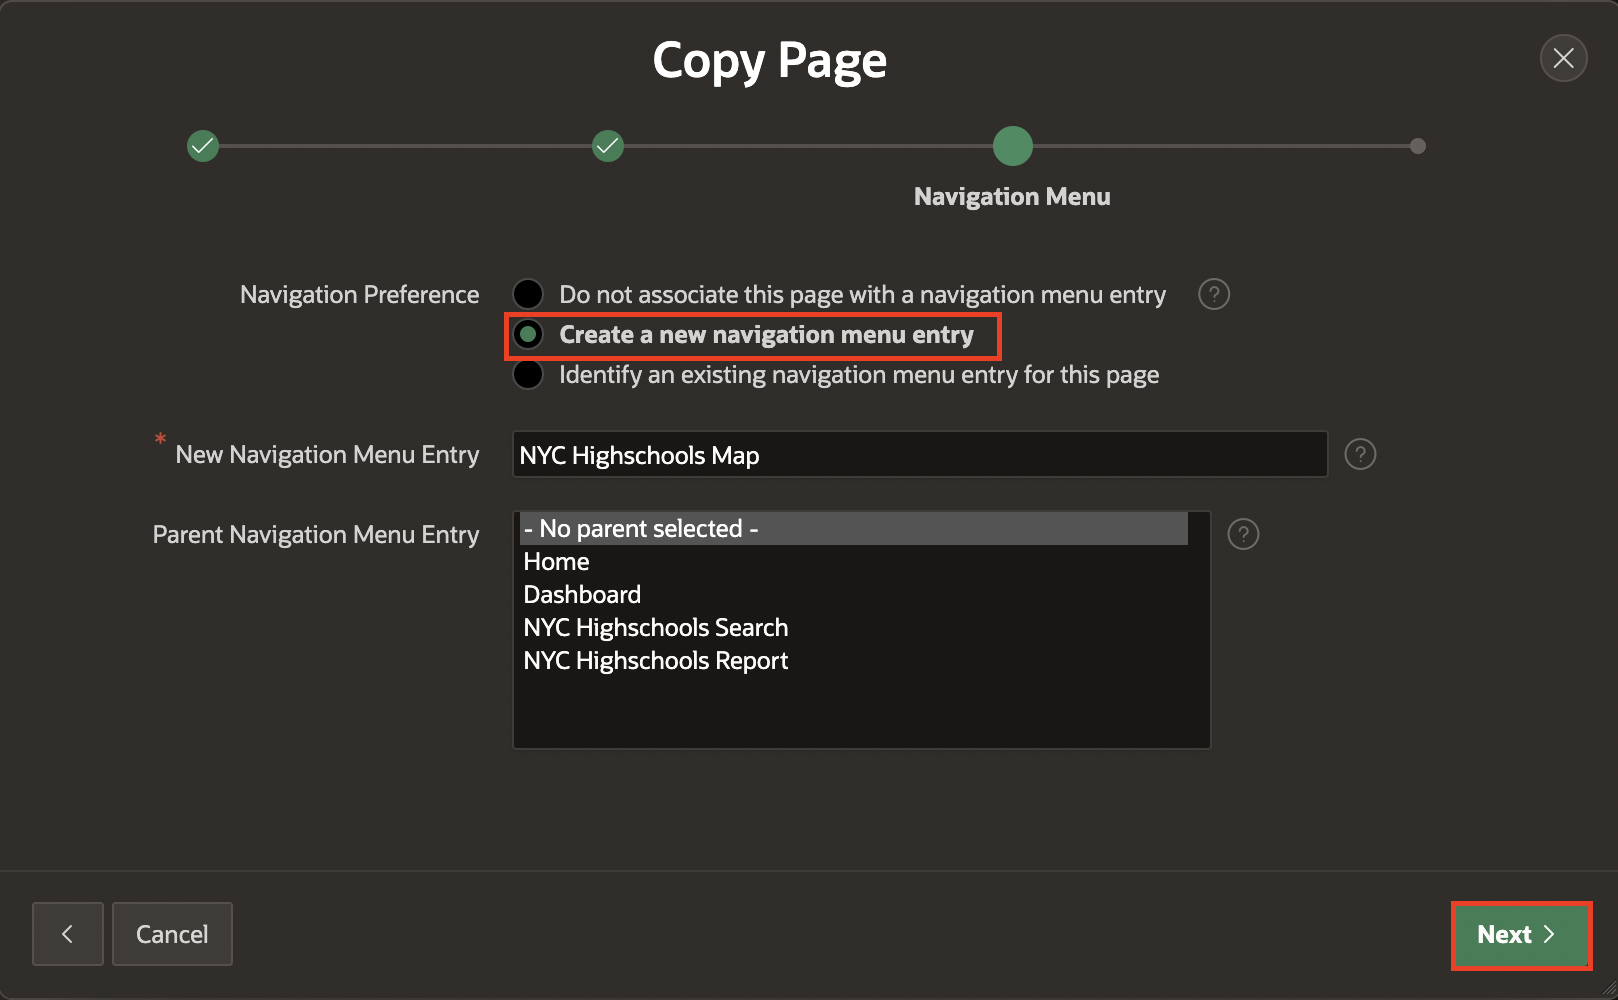 Copy Page
Navigation Menu
Navigation Preference
Do not associate this page with a navigation menu entry
?
Create a new navigation menu entry
Identify an existing navigation menu entry for this page
* New Navigation Menu Entry
NYC Highschools Map
?
Parent Navigation Menu Entry
- No parent selected -
?
Home
Dashboard
NYC Highschools Search
NYC Highschools Report
Cancel
Next